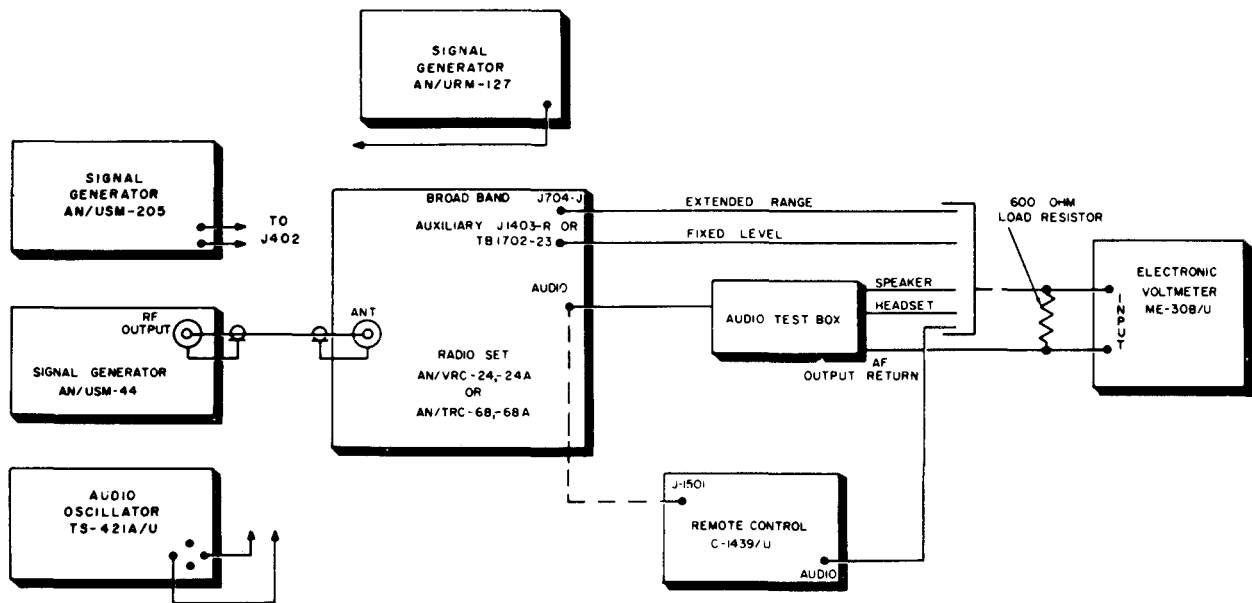 SIGNAL
GENERATOR
AN/URM-127
SIGNAL
GENERATOR
AN/USM-205
TO
J402
RF
OUTPUT
SIGNAL GENERATOR
AN/USM-44
AUDIO
OSCILLATOR
TS-421A/U
BROAD BAND J704-J
AUXILIARY J1403-R OR
TB1702-23
AUDIO
ANT
RADIO SET
AN/VRC-24,-24A
OR
AN/TRC-68,-68A
EXTENDED RANGE
FIXED LEVEL
AUDIO TEST BOX
SPEAKER
HEADSET
AF
OUTPUT RETURN
600 OHM
LOAD RESISTOR
INPUT
ELECTRONIC
VOLTMETER
ME-30B/U
J-1501
REMOTE CONTROL
C-1439/U
AUDIO